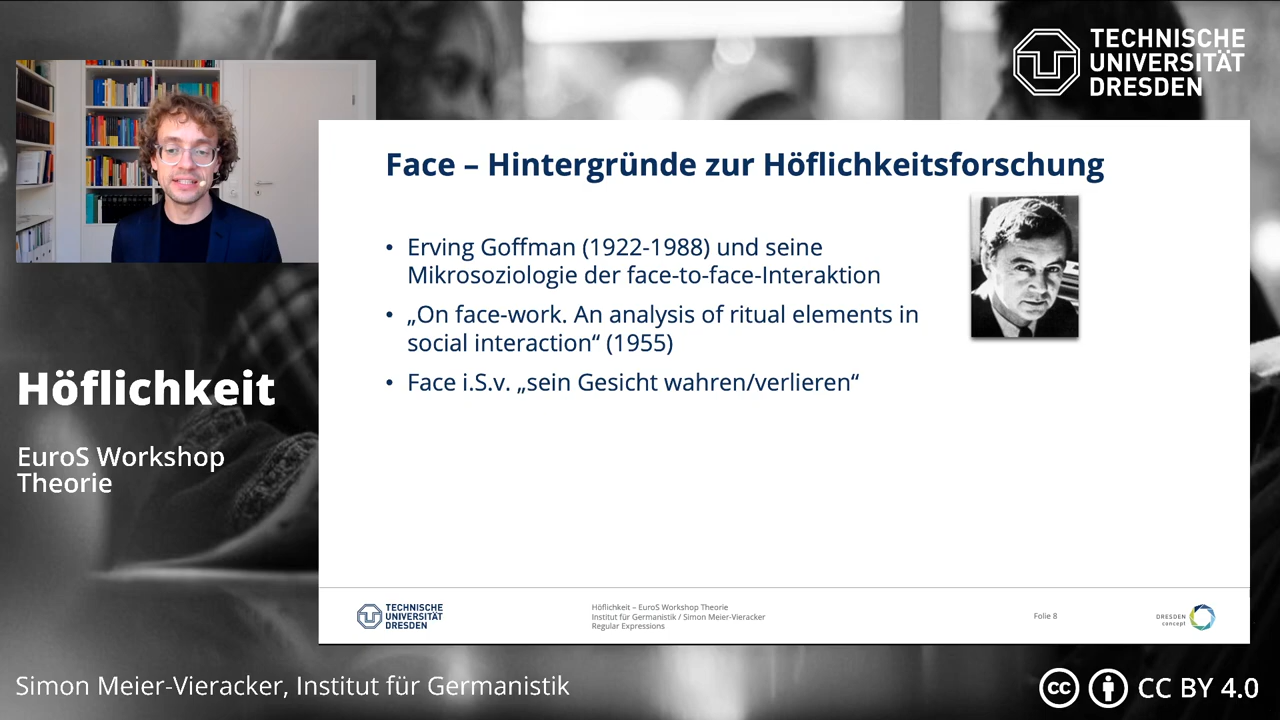 TECHNISCHE
UNIVERSITÄT
DRESDEN
Face – Hintergründe zur Höflichkeitsforschung
• Erving Goffman (1922-1988) und seine
Mikrosoziologie der face-to-face-Interaktion
• „On face-work. An analysis of ritual elements in
social interaction“ (1955)
• Face i.S.v. „sein Gesicht wahren/verlieren“
Höflichkeit
EuroS Workshop
Theorie
TECHNISCHE
UNIVERSITÄT
DRESDEN
Höflichkeit – EuroS Workshop Theorie
Institut für Germanistik / Simon Meier-Vieracker
Regular Expressions
Folie 8
DRESDEN
concept
Simon Meier-Vieracker, Institut für Germanistik
cc CC BY 4.0